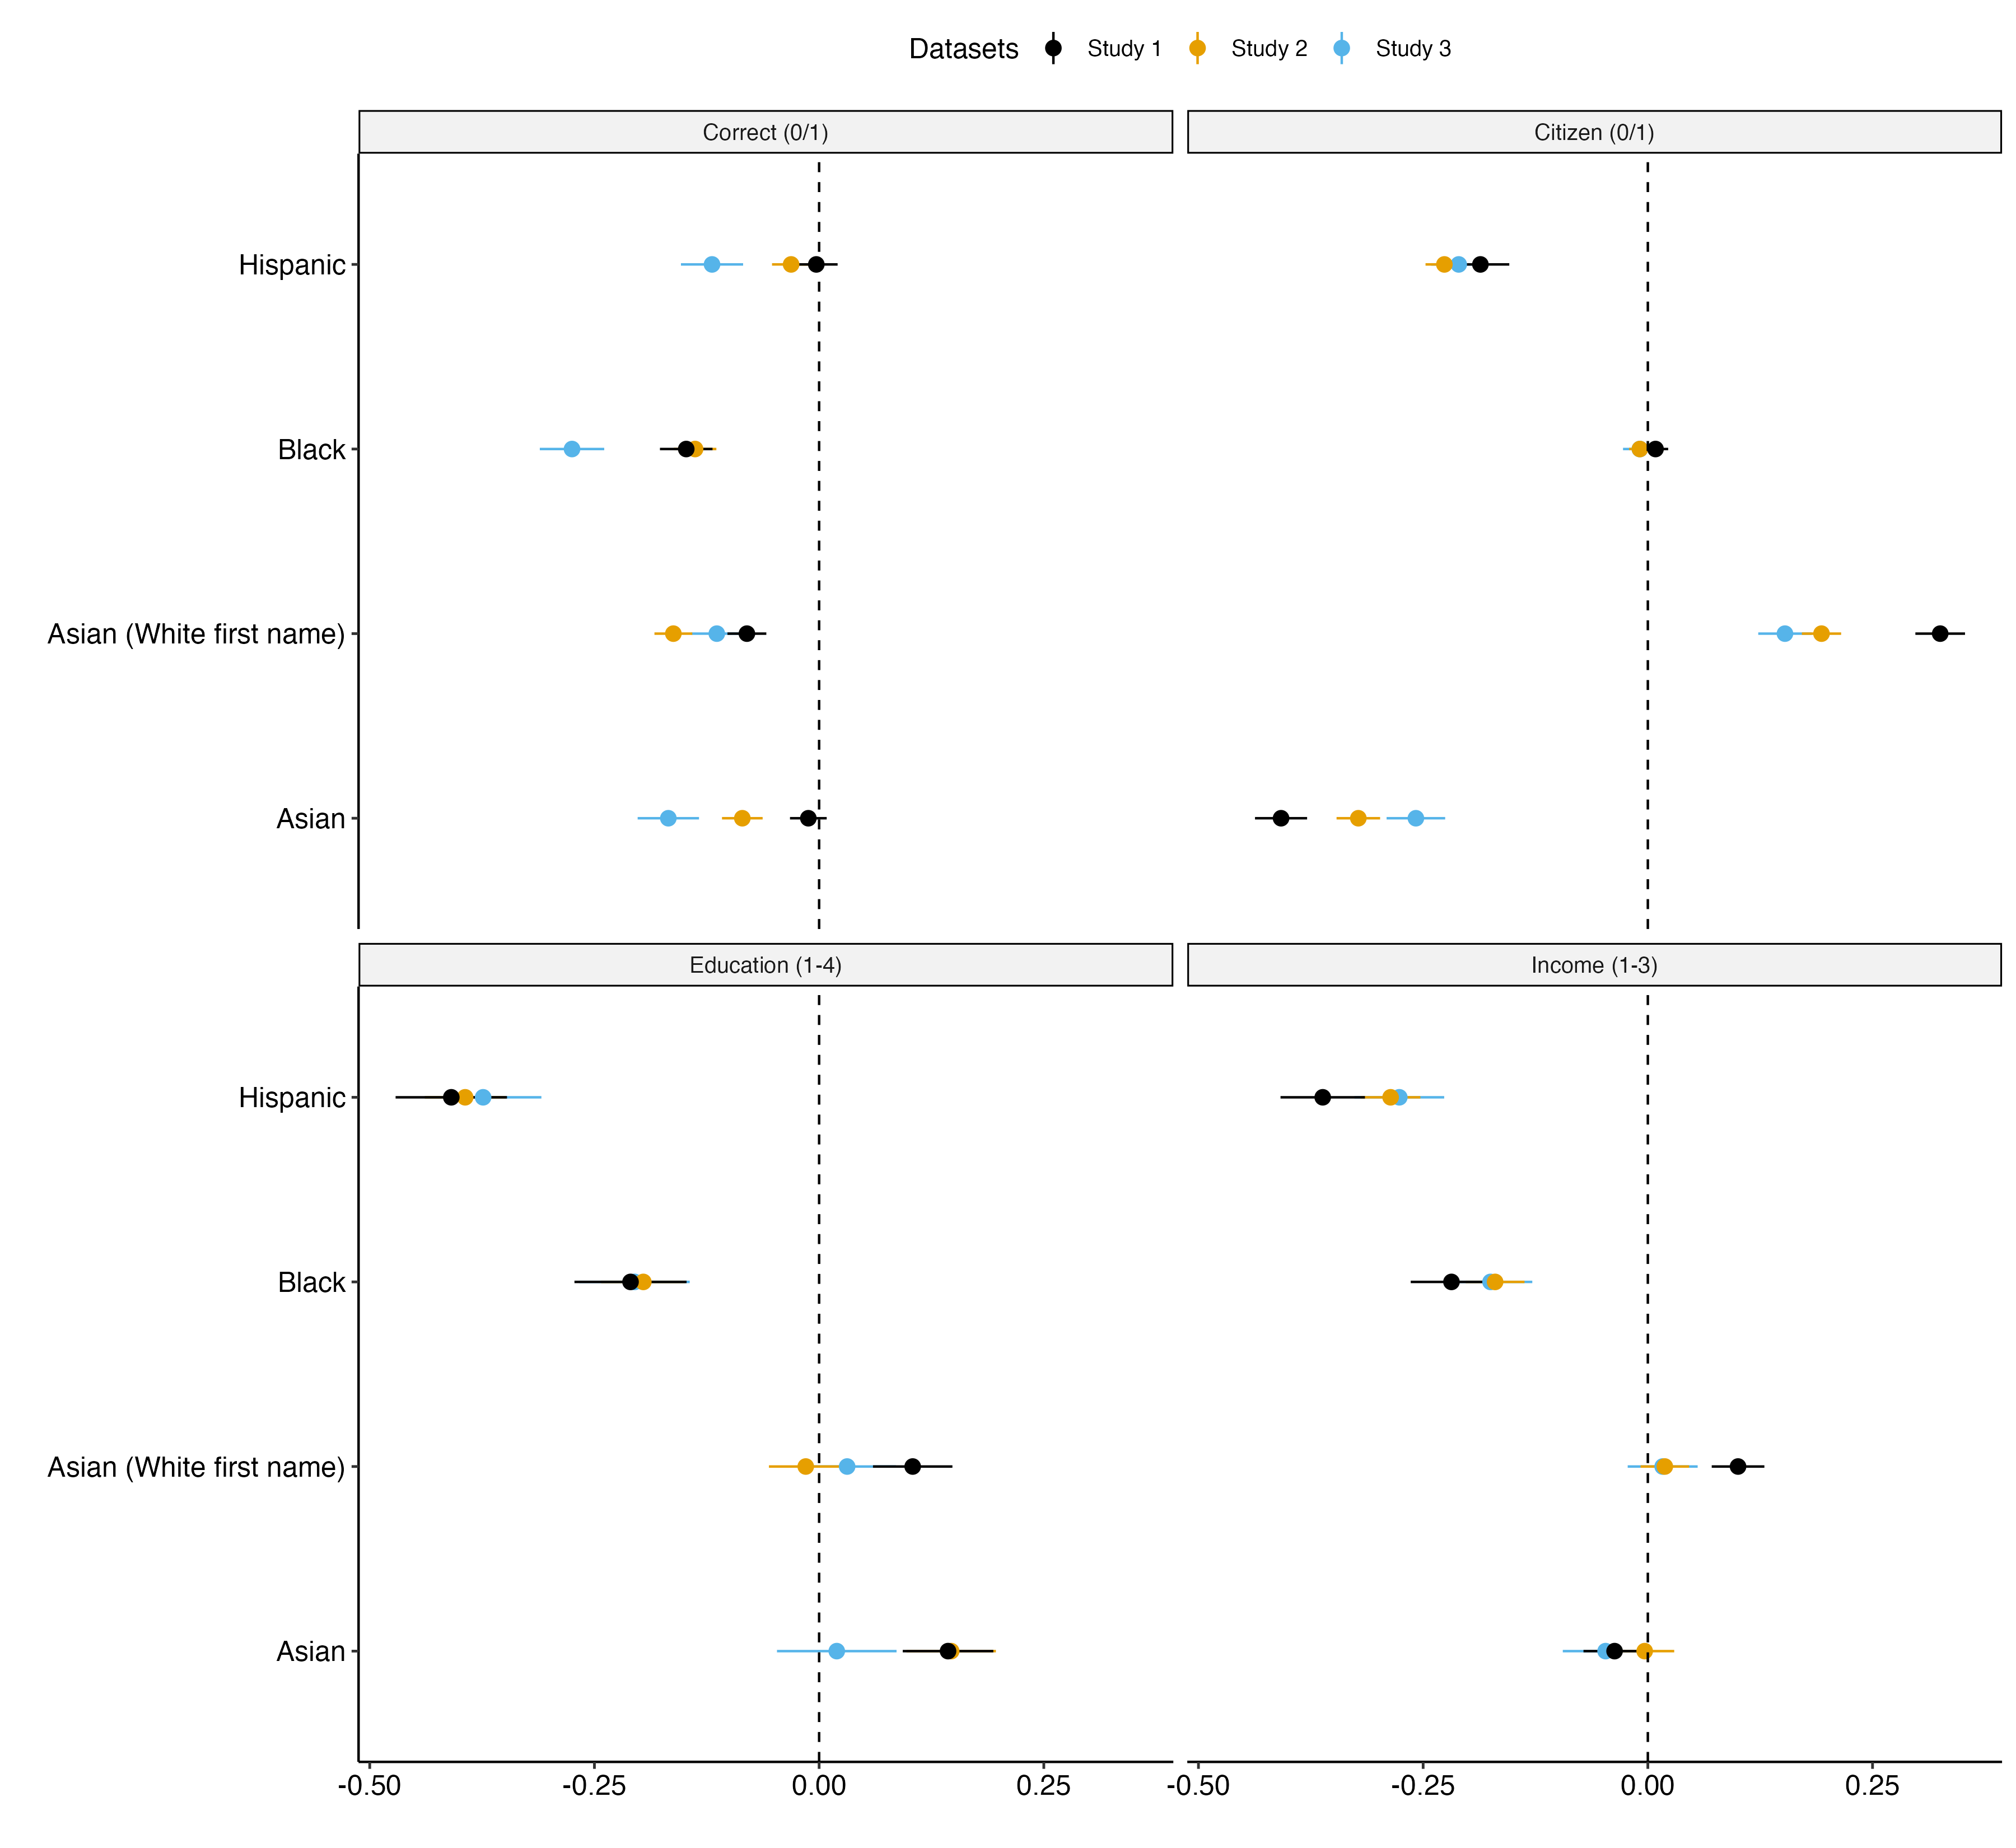 Datasets Study 1 Study 2 Study 3
Correct (0/1) Citizen (0/1)
Hispanic
Black
Asian (White first name)
Asian
Education (1-4) Income (1-3)
Hispanic
Black
Asian (White first name)
Asian
-0.50 -0.25 0.00 0.25 -0.50 -0.25 0.00 0.25